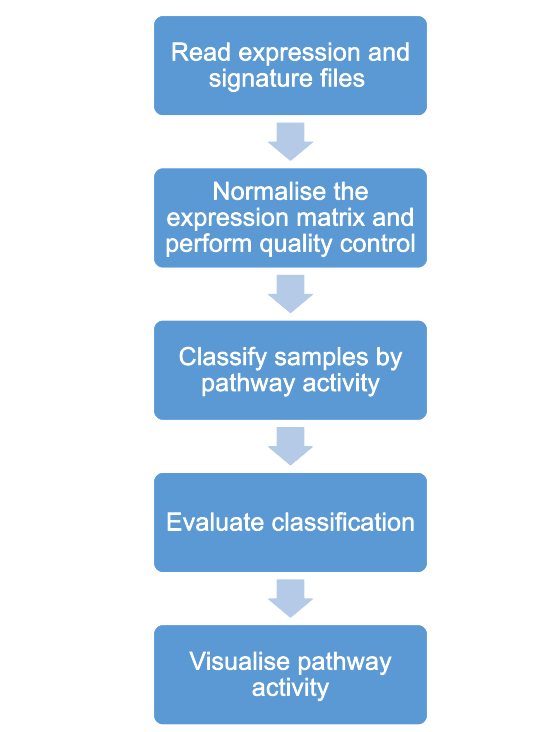 Read expression and
signature files
Normalise the
expression matrix and
perform quality control
Classify samples by
pathway activity
Evaluate classification
Visualise pathway
activity